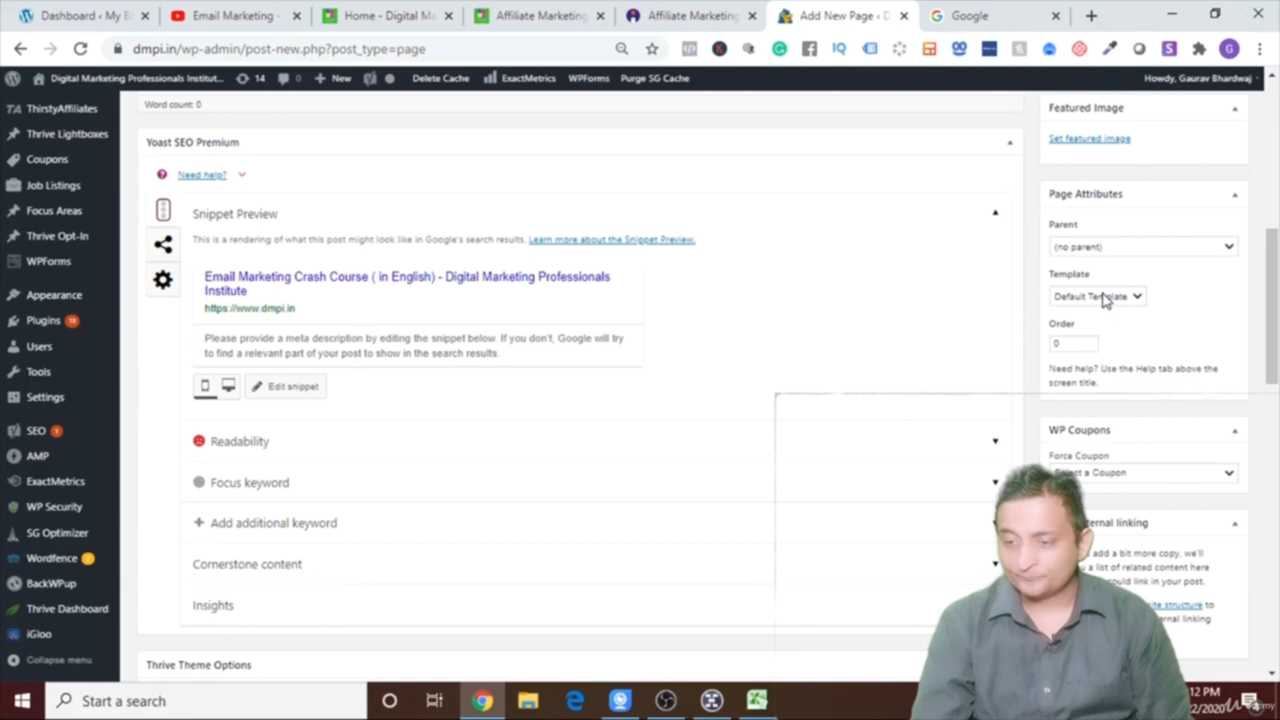 Dashboard ‹ My B
Email Marketing -
Home - Digital Ma
Affiliate Marketing
Affiliate Marketing
Add New Page ‹ D
Google
dmpi.in/wp-admin/post-new.php?post_type=page
Digital Marketing Professionals Institut...
14
0
New
Delete Cache
ExactMetrics
WPForms
Purge SG Cache
Howdy, Gaurav Bhardwaj
ThirstyAffiliates
Thrive Lightboxes
Coupons
Job Listings
Focus Areas
Thrive Opt-In
WPForms
Appearance
Plugins
Users
Tools
Settings
SEO 1
AMP
ExactMetrics
WP Security
SG Optimizer
Wordfence
BackWPup
Thrive Dashboard
iGloo
Collapse menu
Word count: 0
Yoast SEO Premium
Need help?
Snippet Preview
This is a rendering of what this post might look like in Google's search results. Learn more about the Snippet Preview.
Email Marketing Crash Course ( in English) - Digital Marketing Professionals
Institute
https://www.dmpi.in
Please provide a meta description by editing the snippet below. If you don't, Google will try
to find a relevant part of your post to show in the search results.
Edit snippet
Readability
Focus keyword
Add additional keyword
Cornerstone content
Insights
Thrive Theme Options
Featured Image
Set featured image
Page Attributes
Parent
(no parent)
Template
Default Template
Order
0
Need help? Use the Help tab above the
screen title.
WP Coupons
Force Coupon
a Coupon
linking
add a bit more copy, we'll
a list of related content here
could link in your post.
structure to
linking
Start a search
12 PM
2/2020